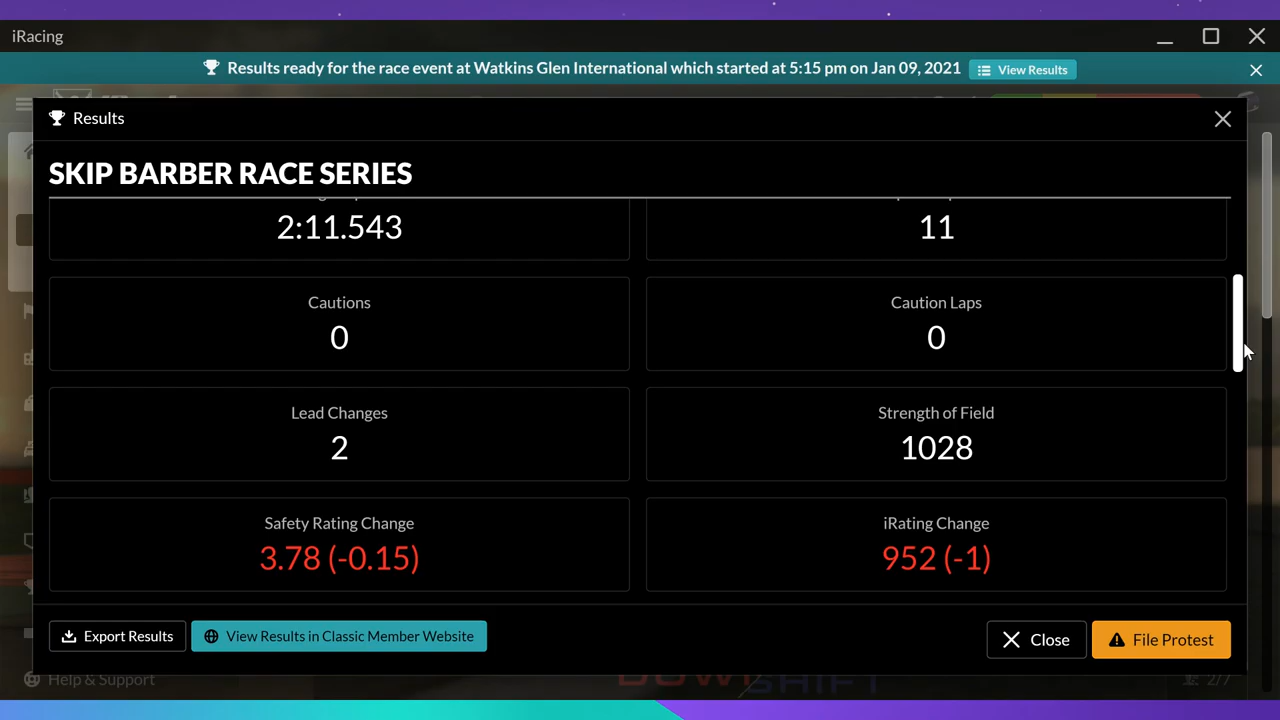 iRacing
Results ready for the race event at Watkins Glen International which started at 5:15 pm on Jan 09, 2021
View Results
Results
SKIP BARBER RACE SERIES
2:11.543
11
Cautions
0
Caution Laps
0
Lead Changes
2
Strength of Field
1028
Safety Rating Change
3.78 (-0.15)
iRating Change
952 (-1)
Export Results
View Results in Classic Member Website
Close
File Protest
Help & Support
SHIFT
2/7